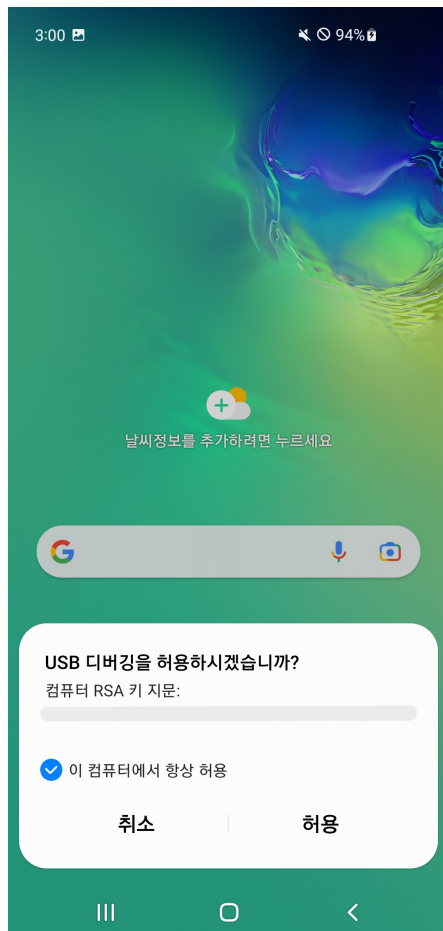 3:00
94%
날씨정보를 추가하려면 누르세요
USB 디버깅을 허용하시겠습니까?
컴퓨터 RSA 키 지문:
이 컴퓨터에서 항상 허용
취소
허용